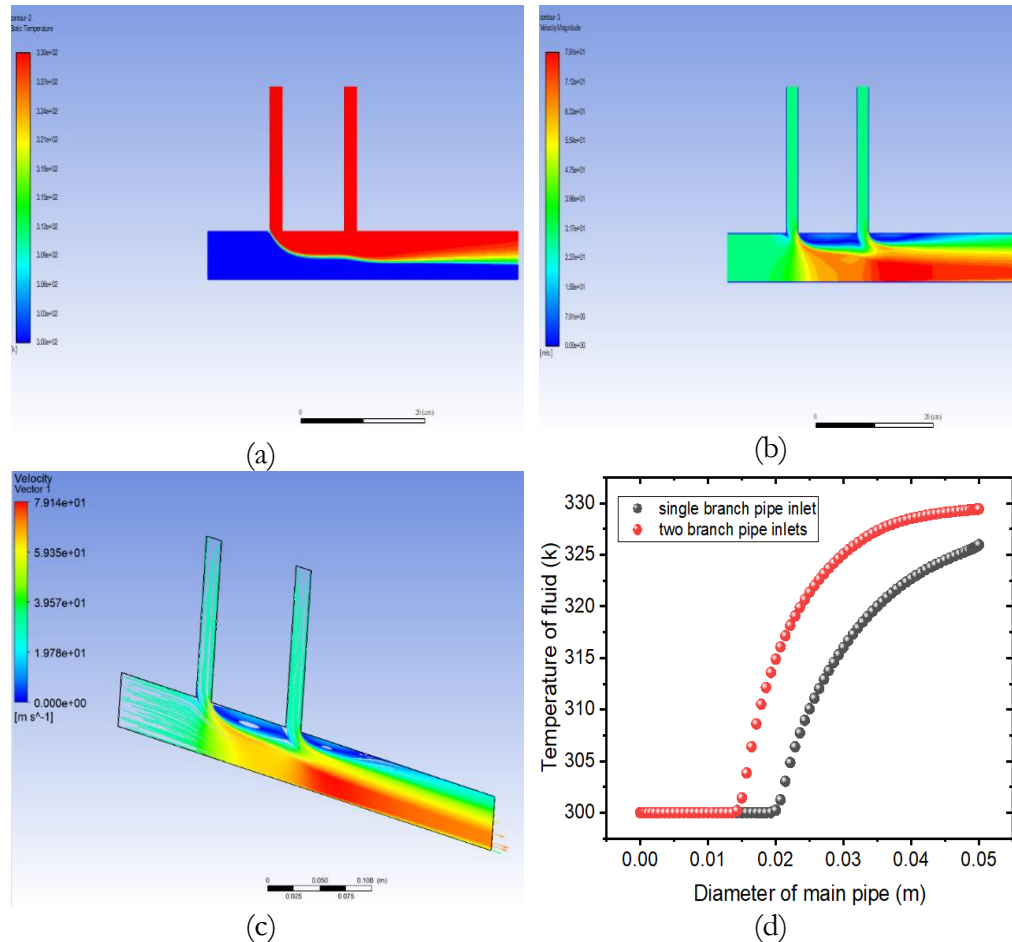 contour-2
Static Temperature
3.30e+02
3.27e+02
3.24e+02
3.21e+02
3.18e+02
3.15e+02
3.12e+02
3.09e+02
3.06e+02
3.03e+02
3.00e+02
[k]
0
20 (cm)
(a)
contour-3
Velocity Magnitude
7.91e+01
7.12e+01
6.33e+01
5.54e+01
4.75e+01
3.96e+01
3.17e+01
2.37e+01
1.58e+01
7.91e+00
0.00e+00
[m/s]
0
20 (cm)
(b)
Velocity
Vector 1
7.914e+01
5.935e+01
3.957e+01
1.978e+01
0.000e+00
[m s^-1]
0 0.050 0.100 (m)
0.025 0.075
(c)
single branch pipe inlet
two branch pipe inlets
Temperature of fluid (k)
330
325
320
315
310
305
300
0.00 0.01 0.02 0.03 0.04 0.05
Diameter of main pipe (m)
(d)